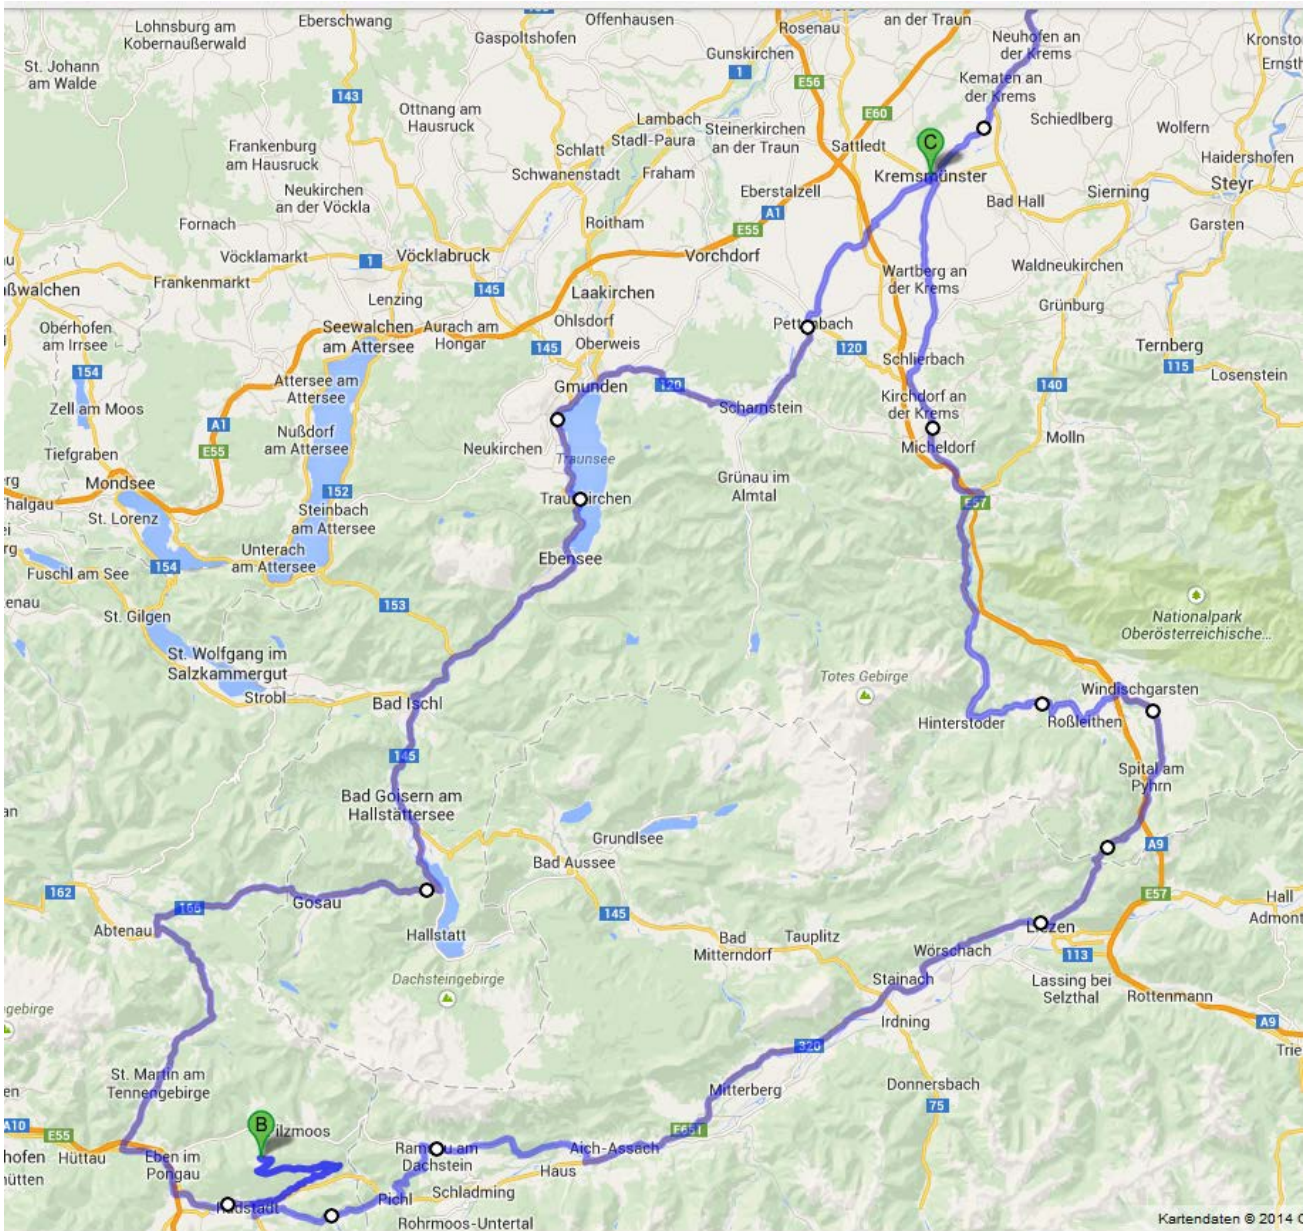 Lohnsburg am
Kobernaußerwald
Eberschwang
Gaspoltshofen
Offenhausen
Rosenau
an der Traun
Neuhofen an
der Krems
St. Johann
am Walde
143
Gunskirchen
1
E56
Kematen an
der Krems
Ottnang am
Hausruck
E60
Schiedlberg
Lambach
Stadl-Paura
Steinerkirchen
an der Traun
Sattledt
C
Wolfern
Frankenburg
am Hausruck
Schlatt
Schwanenstadt
Fraham
Kremsmünster
Haidershofen
Steyr
Neukirchen
an der Vöckla
Eberstalzell
Sierning
Bad Hall
A1
Fornach
Roitham
E55
Garsten
Vöcklamarkt
1
Vöcklabruck
Vorchdorf
Waldneukirchen
Frankenmarkt
145
Wartberg an
der Krems
Lenzing
Laakirchen
Grünburg
Oberhofen
am Irrsee
Seewalchen
am Attersee
Aurach am
Hongar
Ohlsdorf
Oberweis
145
120
Ternberg
154
Schlierbach
115
Losenstein
Attersee am
Attersee
Gmunden
120
140
Zell am Moos
Scharnstein
Kirchdorf an
der Krems
A1
Nußdorf
am Attersee
Neukirchen
Micheldorf
Molln
E55
Tiefgraben
Traunsee
Mondsee
Grünau im
Almtal
152
E57
St. Lorenz
Steinbach
am Attersee
Unterach
am Attersee
Ebensee
154
Fuschl am See
153
St. Gilgen
Nationalpark
Oberösterreichische...
St. Wolfgang im
Salzkammergut
Strobl
Bad Ischl
Totes Gebirge
Windischgarsten
Hinterstoder
Roßleithen
145
Spital am
Pyhrn
Bad Goisern am
Hallstättersee
Grundlsee
Bad Aussee
A9
162
E57
Hall
Gosau
Abtenau
145
Hallstatt
Bad
Mitterndorf
Tauplitz
Wörschach
113
Dachsteingebirge
Stainach
Lassing bei
Selzthal
Rottenmann
Irdning
A9
320
St. Martin am
Tennengebirge
Mitterberg
Donnersbach
75
A10
E55
B
Hüttau
Eben im
Pongau
Aich-Assach
Dachstein
Haus
Schladming
Pichl
Rohrmoos-Untertal
Kartendaten © 2014